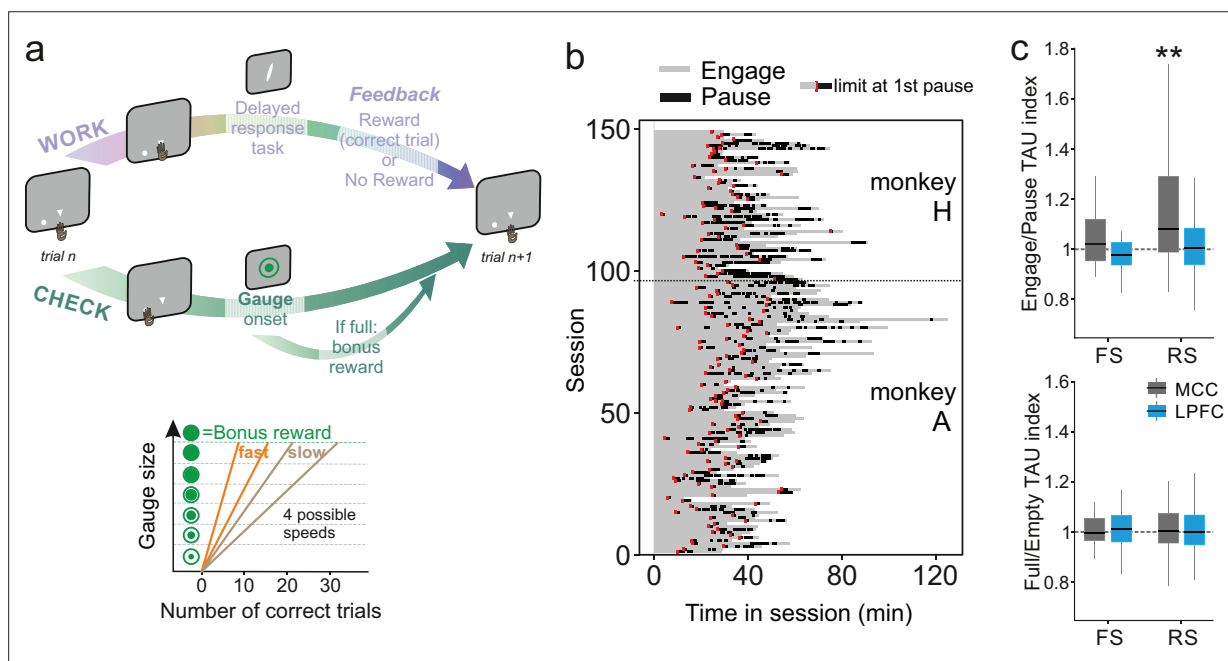 a
WORK
Delayed
response
task
Feedback
Reward
(correct trial)
or
No Reward
trial n
trial n+1
CHECK
Gauge
onset
If full:
bonus
reward
=Bonus reward
fast
slow
4 possible
speeds
Gauge size
0 10 20 30
Number of correct trials
b
Engage
Pause
limit at 1st pause
150
100
50
0
Session
monkey
H
monkey
A
0 40 80 120
Time in session (min)
c
**
1.8
1.6
1.4
1.2
1
0.8
Engage/Pause TAU index
FS RS
MCC
LPFC
1.6
1.4
1.2
1
0.8
Full/Empty TAU index
FS RS